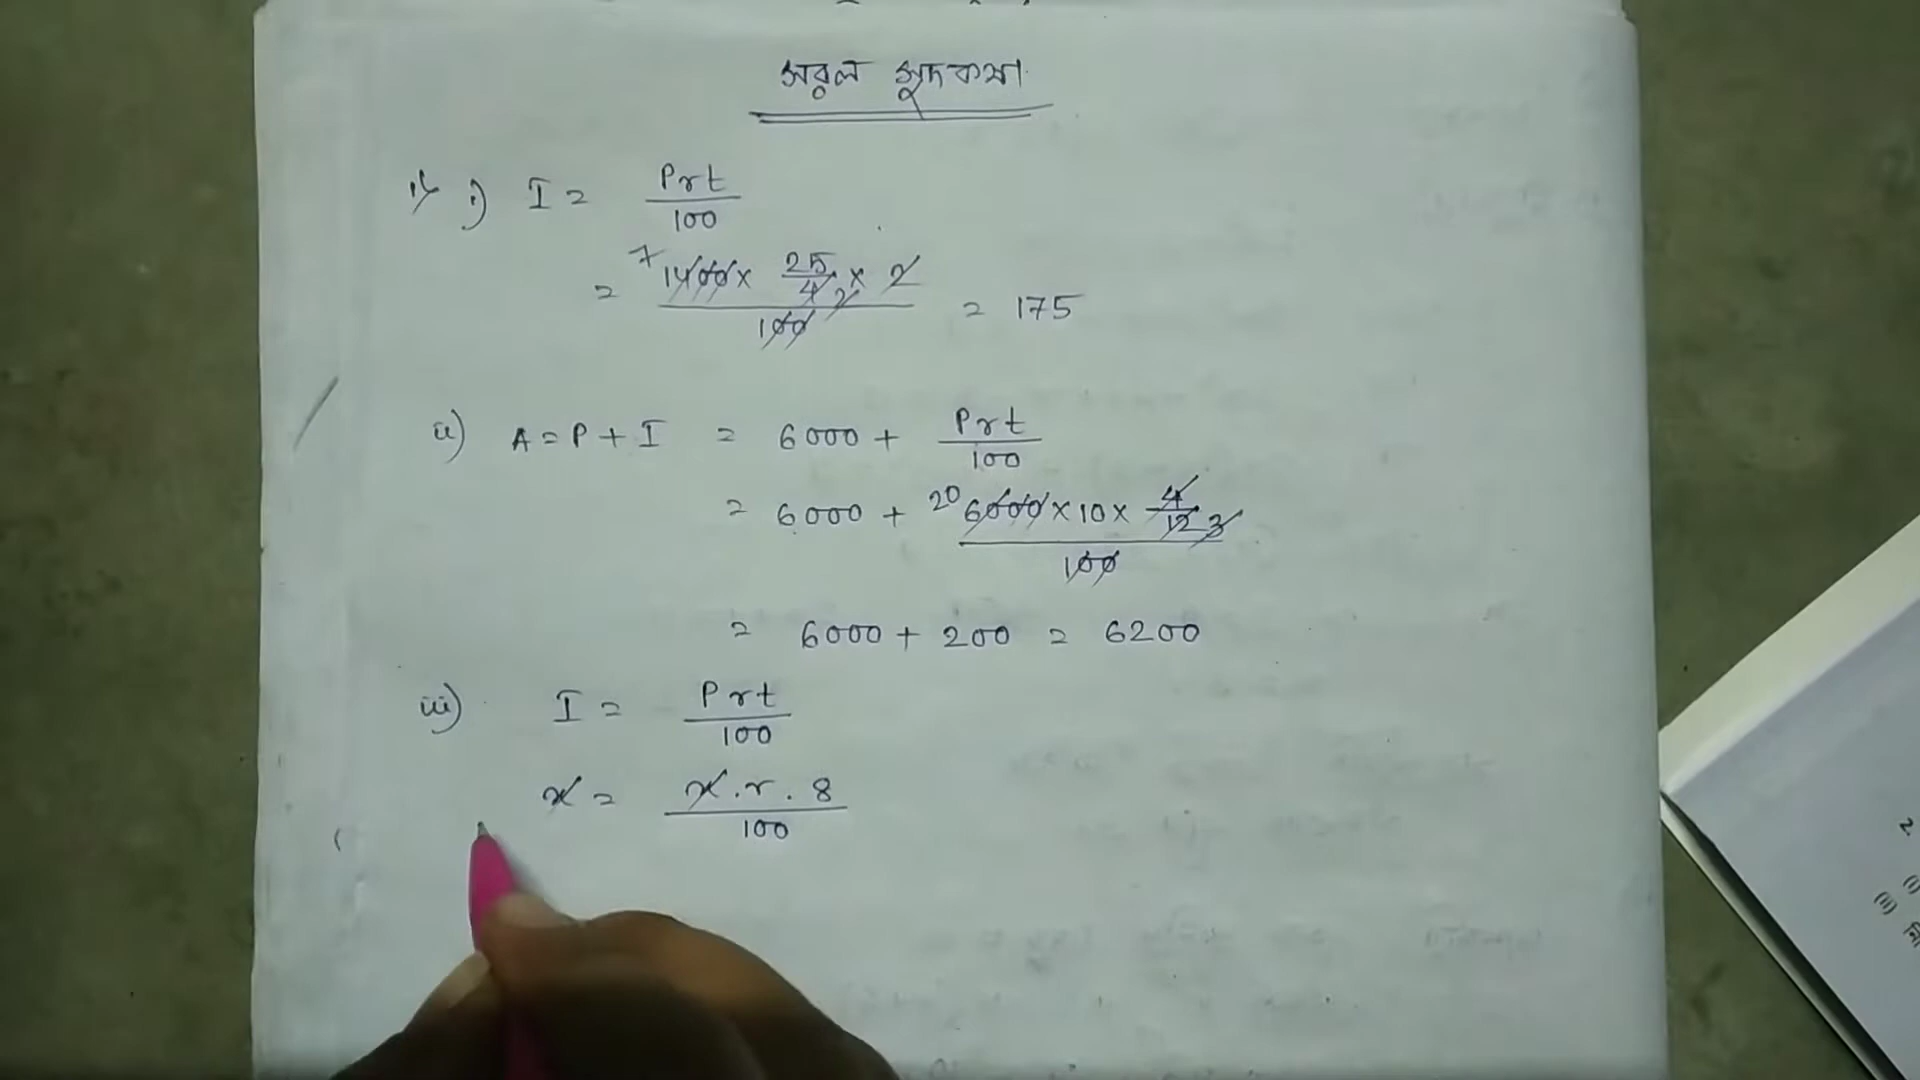 সরল সুদকষা
1) i) I = Prt/100
= 7 1400 × 25/4 2 × 2 / 100 = 175
ii) A = P + I = 6000 + Prt/100
= 6000 + 20 6000 × 10 × 4/12 3 / 100
= 6000 + 200 = 6200
iii) I = Prt/100
x = x . r . 8 / 100